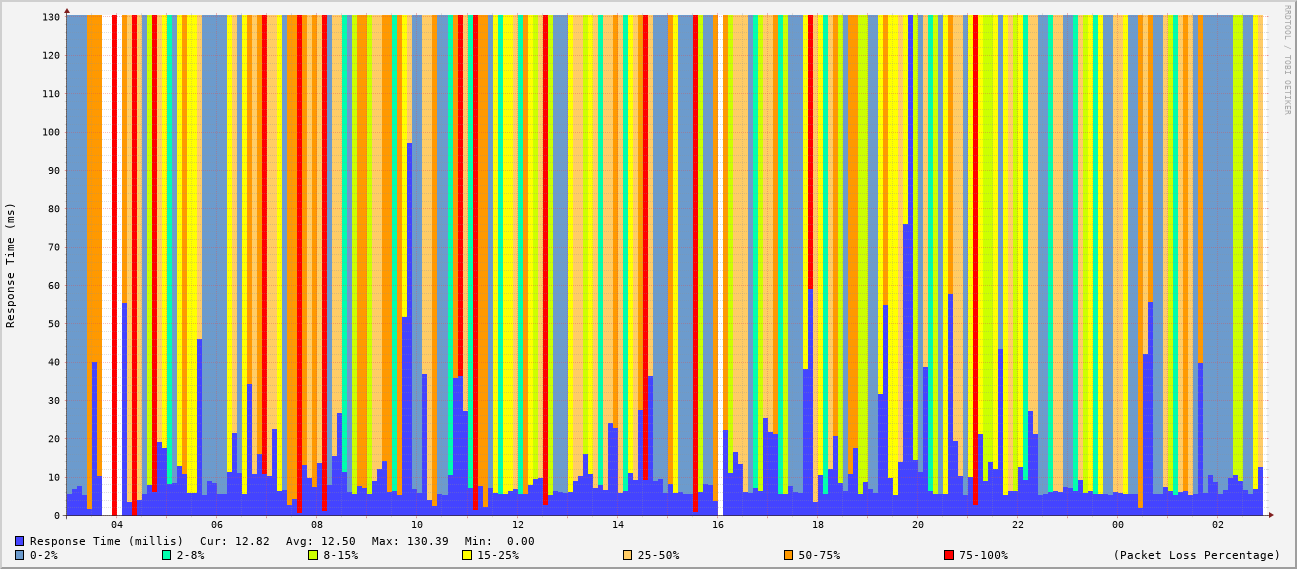 RRDTOOL / TOBI OETIKER
Response Time (ms)
130
120
110
100
90
80
70
60
50
40
30
20
10
0
04 06 08 10 12 14 16 18 20 22 00 02
Response Time (millis) Cur: 12.82 Avg: 12.50 Max: 130.39 Min: 0.00
0-2% 2-8% 8-15% 15-25% 25-50% 50-75% 75-100% (Packet Loss Percentage)